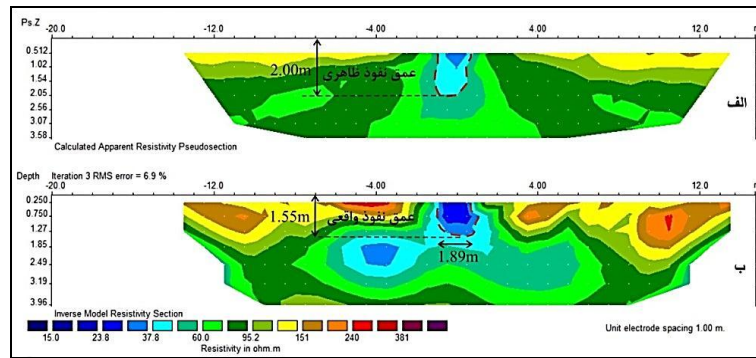 Ps.Z -20.0 -12.0 -4.00 4.00 12.0 20.0
0.512
1.02
1.54
2.05
2.56
3.07
3.58
2.00m
عمق نفوذ ظاهری
الف
Calculated Apparent Resistivity Pseudosection
Depth Iteration 3 RMS error = 6.9 %
-20.0 -12.0 -4.00 4.00 12.0 20.0
0.250
0.750
1.27
1.85
2.49
3.19
3.96
1.55m
عمق نفوذ واقعی
1.89m
ب
Inverse Model Resistivity Section
15.0 23.8 37.8 60.0 95.2 151 240 381
Resistivity in ohm.m
Unit electrode spacing 1.00 m.